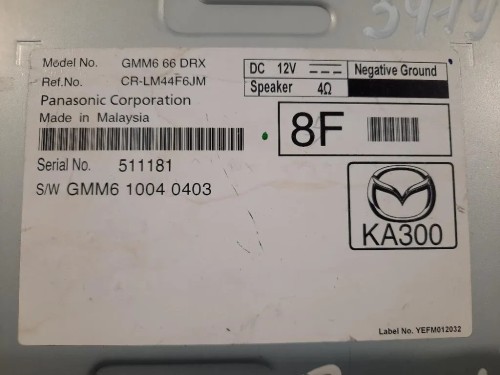 Model No. GMM6 66 DRX
Ref.No. CR-LM44F6JM
Panasonic Corporation
Made in Malaysia
Serial No. 511181
S/W GMM6 1004 0403
DC 12V Negative Ground
Speaker 4Ω
8F
KA300
Label No. YEFM012032